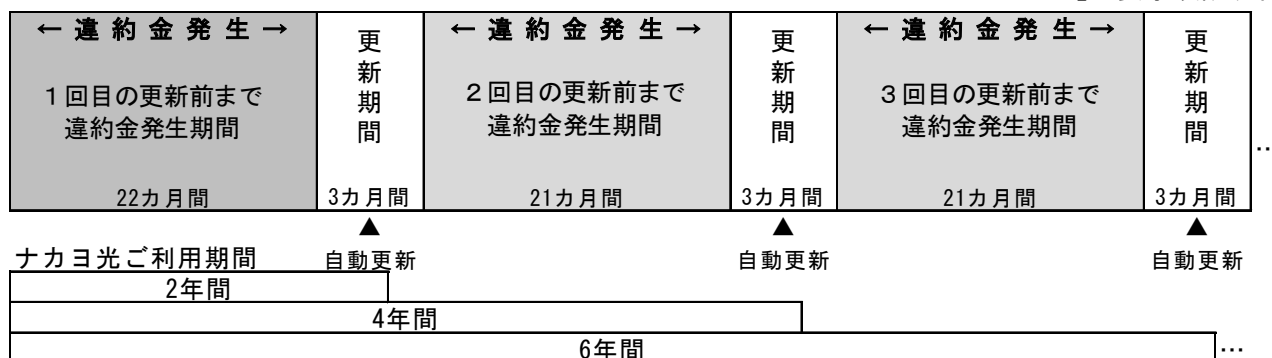 ←違約金発生→
1回目の更新前まで
違約金発生期間
22カ月間
更新期間
3カ月間
←違約金発生→
2回目の更新前まで
違約金発生期間
21カ月間
更新期間
3カ月間
←違約金発生→
3回目の更新前まで
違約金発生期間
21カ月間
更新期間
3カ月間
…
▲
自動更新
▲
自動更新
▲
自動更新
ナカヨ光ご利用期間
2年間
4年間
6年間
…